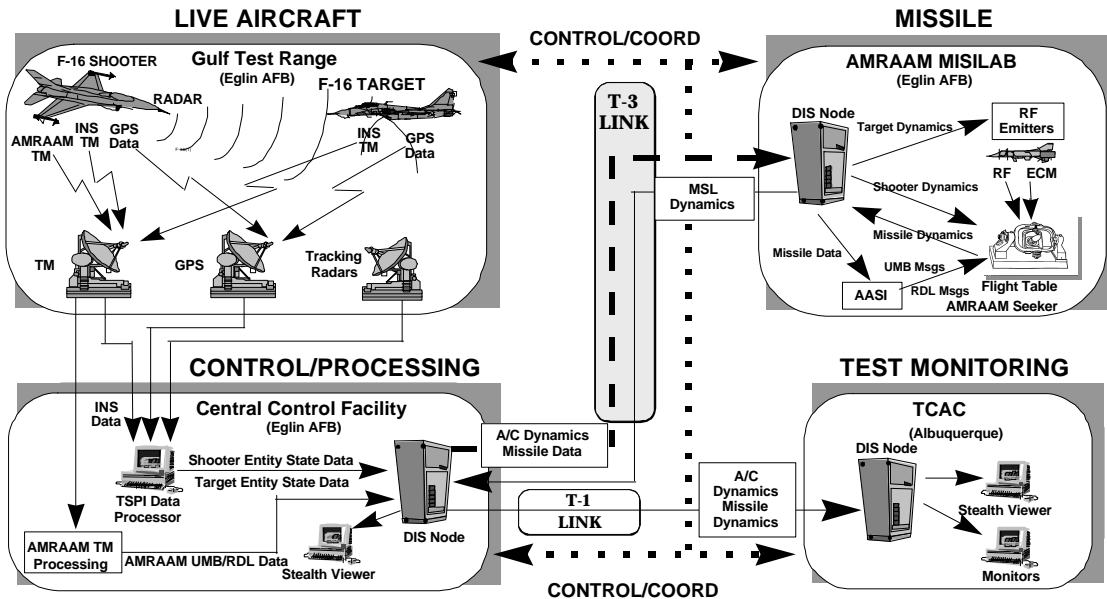 LIVE AIRCRAFT
MISSILE
CONTROL/COORD
Gulf Test Range
(Eglin AFB)
F-16 SHOOTER
RADAR
F-16 TARGET
AMRAAM
TM
INS
TM
GPS
Data
INS
TM
GPS
Data
TM
GPS
Tracking
Radars
T-3
LINK
AMRAAM MISILAB
(Eglin AFB)
DIS Node
Target Dynamics
RF
Emitters
RF
ECM
Shooter Dynamics
MSL
Dynamics
Missile Dynamics
Missile Data
UMB Msgs
AASI
RDL Msgs
Flight Table
AMRAAM Seeker
CONTROL/PROCESSING
TEST MONITORING
INS
Data
Central Control Facility
(Eglin AFB)
A/C Dynamics
Missile Data
Shooter Entity State Data
Target Entity State Data
TSPI Data
Processor
DIS Node
AMRAAM TM
Processing
AMRAAM UMB/RDL Data
Stealth Viewer
T-1
LINK
A/C
Dynamics
Missile
Dynamics
TCAC
(Albuquerque)
DIS Node
Stealth Viewer
Monitors
CONTROL/COORD